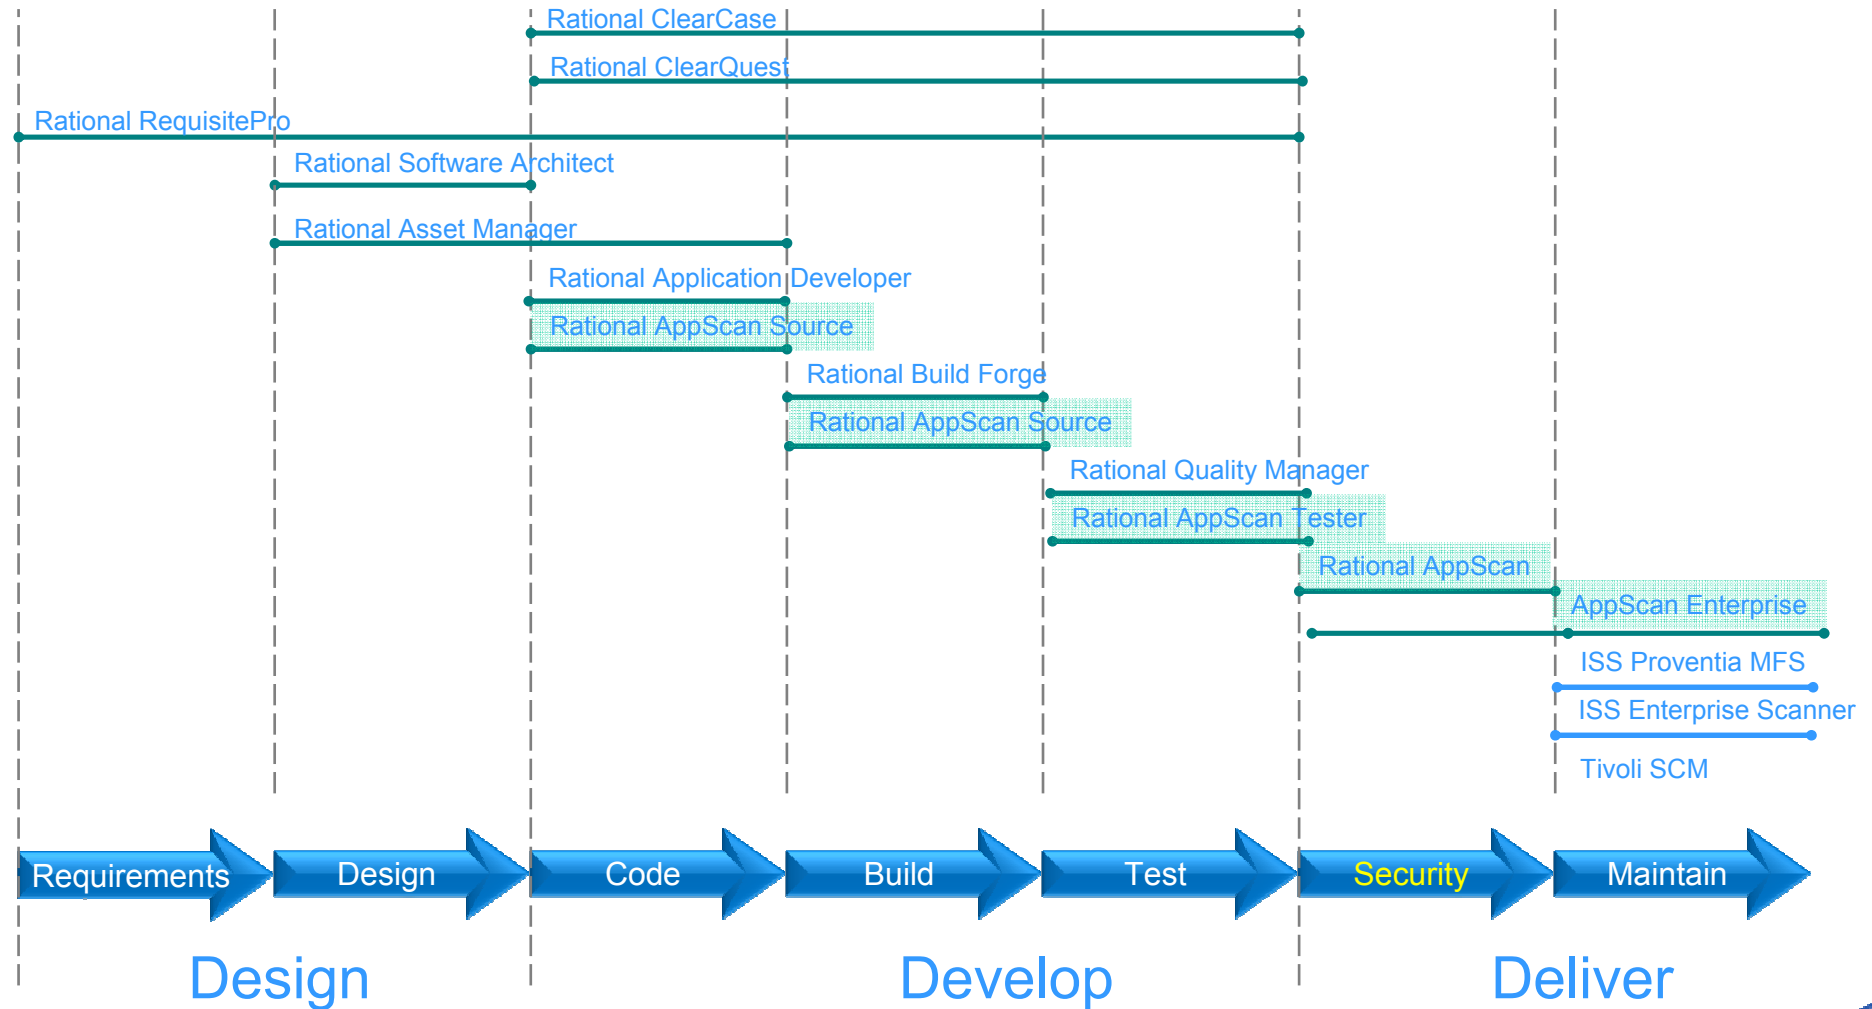 Rational ClearCase
Rational ClearQuest
Rational RequisitePro
Rational Software Architect
Rational Asset Manager
Rational Application Developer
Rational AppScan Source
Rational Build Forge
Rational AppScan Source
Rational Quality Manager
Rational AppScan Tester
Rational AppScan
AppScan Enterprise
ISS Proventia MFS
ISS Enterprise Scanner
Tivoli SCM
Requirements
Design
Code
Build
Test
Security
Maintain
Design
Develop
Deliver